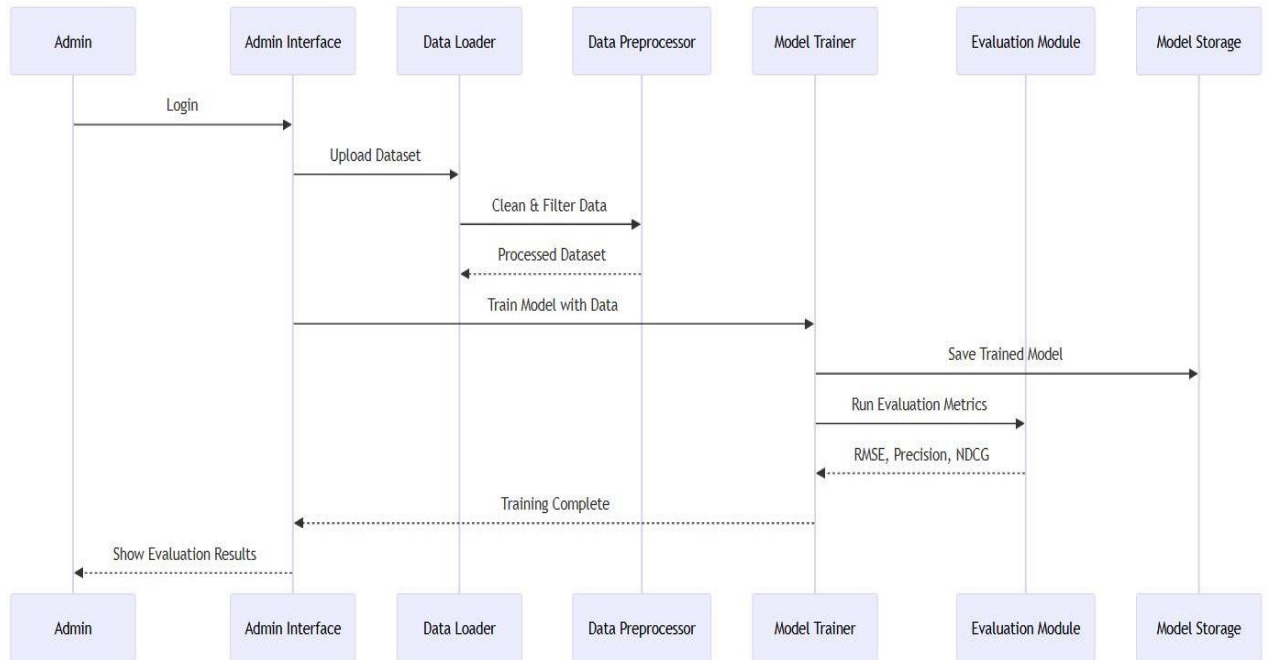 Admin
Admin Interface
Data Loader
Data Preprocessor
Model Trainer
Evaluation Module
Model Storage
Login
Upload Dataset
Clean & Filter Data
Processed Dataset
Train Model with Data
Save Trained Model
Run Evaluation Metrics
RMSE, Precision, NDCG
Training Complete
Show Evaluation Results
Admin
Admin Interface
Data Loader
Data Preprocessor
Model Trainer
Evaluation Module
Model Storage